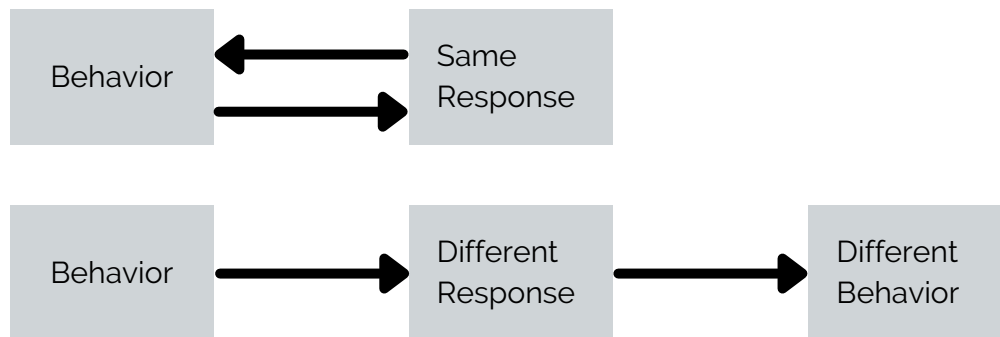 Behavior
Same
Response
Behavior
Different
Response
Different
Behavior